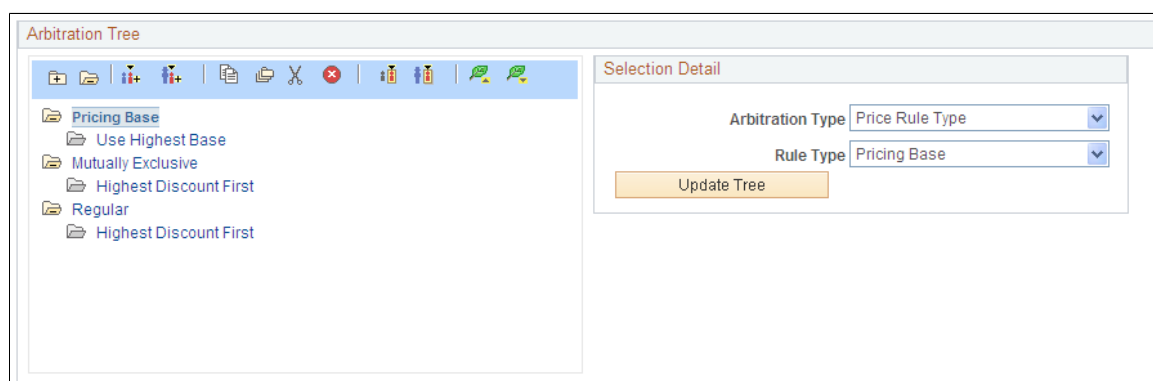 Arbitration Tree
Pricing Base
Use Highest Base
Mutually Exclusive
Highest Discount First
Regular
Highest Discount First
Selection Detail
Arbitration Type Price Rule Type
Rule Type Pricing Base
Update Tree